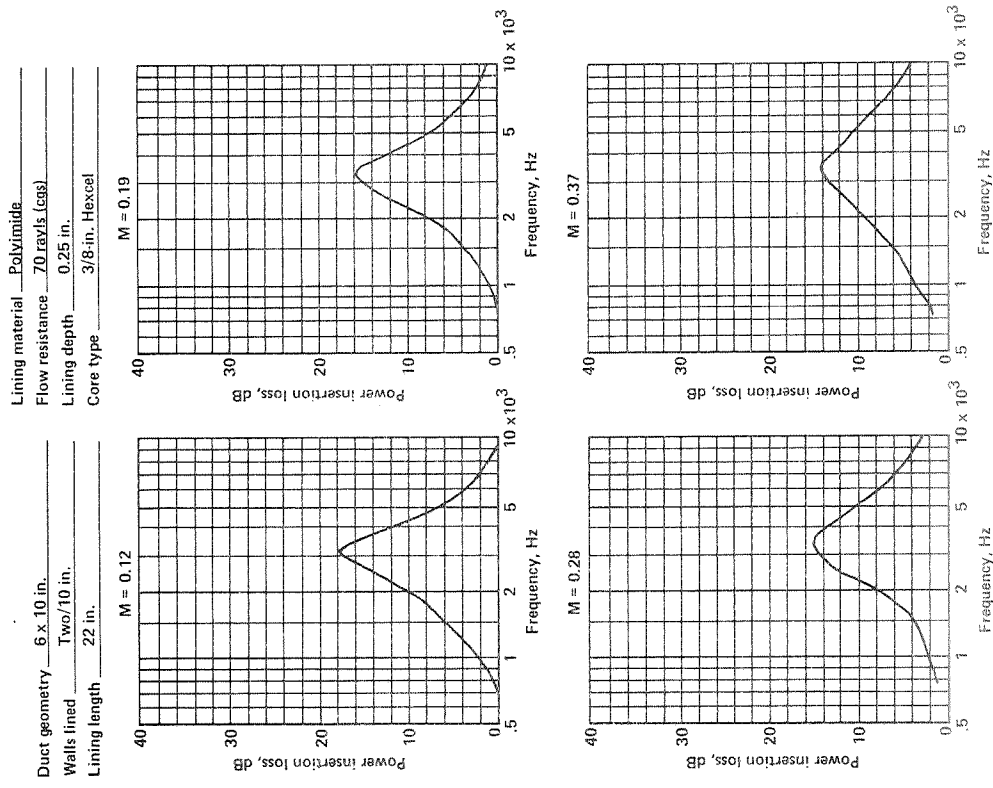 Duct geometry 6 x 10 in.
Walls lined Two/10 in.
Lining length 22 in.
Lining material Polyimide
Flow resistance 70 rayls (cgs)
Lining depth 0.25 in.
Core type 3/8-in. Hexcel
M = 0.12
40
30
20
10
0
Power insertion loss, dB
.5
1
2
5
10 x10³
Frequency, Hz
M = 0.19
40
30
20
10
0
Power insertion loss, dB
.5
1
2
5
10 x 10³
Frequency, Hz
M = 0.28
40
30
20
10
0
Power insertion loss, dB
.5
1
2
5
10 x 10³
Frequency, Hz
M = 0.37
40
30
20
10
0
Power insertion loss, dB
.5
1
2
5
10 x 10³
Frequency, Hz